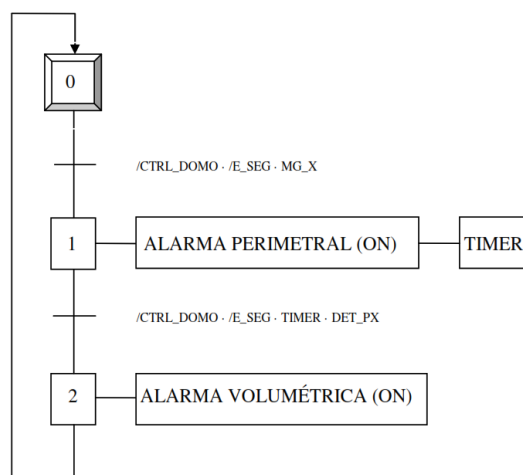 0
/CTRL_DOMO · /E_SEG · MG_X
1 ALARMA PERIMETRAL (ON) TIMER
/CTRL_DOMO · /E_SEG · TIMER · DET_PX
2 ALARMA VOLUMÉTRICA (ON)